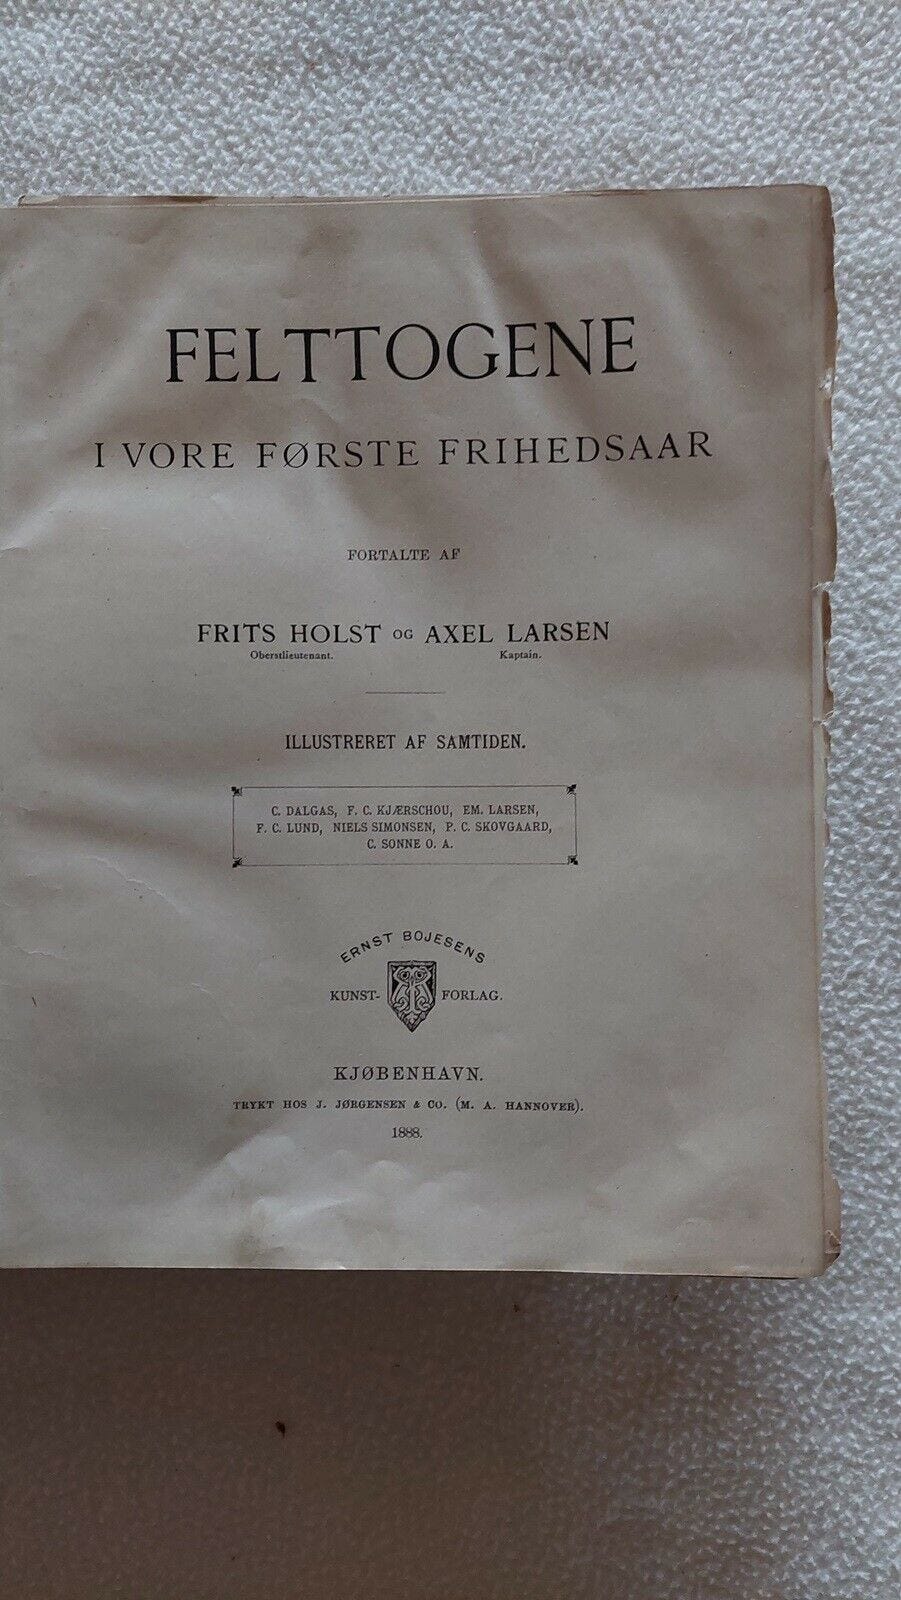 FELTTOGENE
I VORE FØRSTE FRIHEDSAAR
FORTALTE AF
FRITS HOLST OG AXEL LARSEN
Oberstlieutenant. Kaptain.
ILLUSTRERET AF SAMTIDEN.
C. DALGAS, F. C. KJÆRSCHOU, EM. LARSEN,
F. C. LUND, NIELS SIMONSEN, P. C. SKOVGAARD,
C. SONNE O. A.
ERNST BOJESENS
KUNST- FORLAG.
KJØBENHAVN.
TRYKT HOS J. JØRGENSEN & CO. (M. A. HANNOVER).
1888.